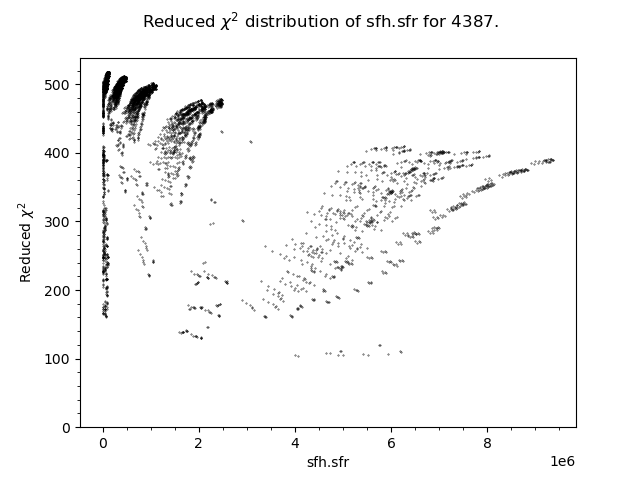 Reduced χ² distribution of sfh.sfr for 4387.
500
400
300
200
100
0
Reduced χ²
0 2 4 6 8
1e6
sfh.sfr